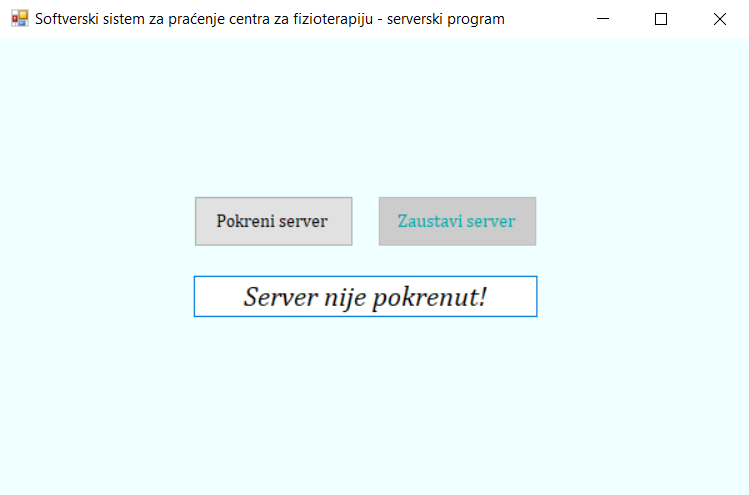 Softverski sistem za praćenje centra za fizioterapiju - serverski program
Pokreni server
Zaustavi server
Server nije pokrenut!